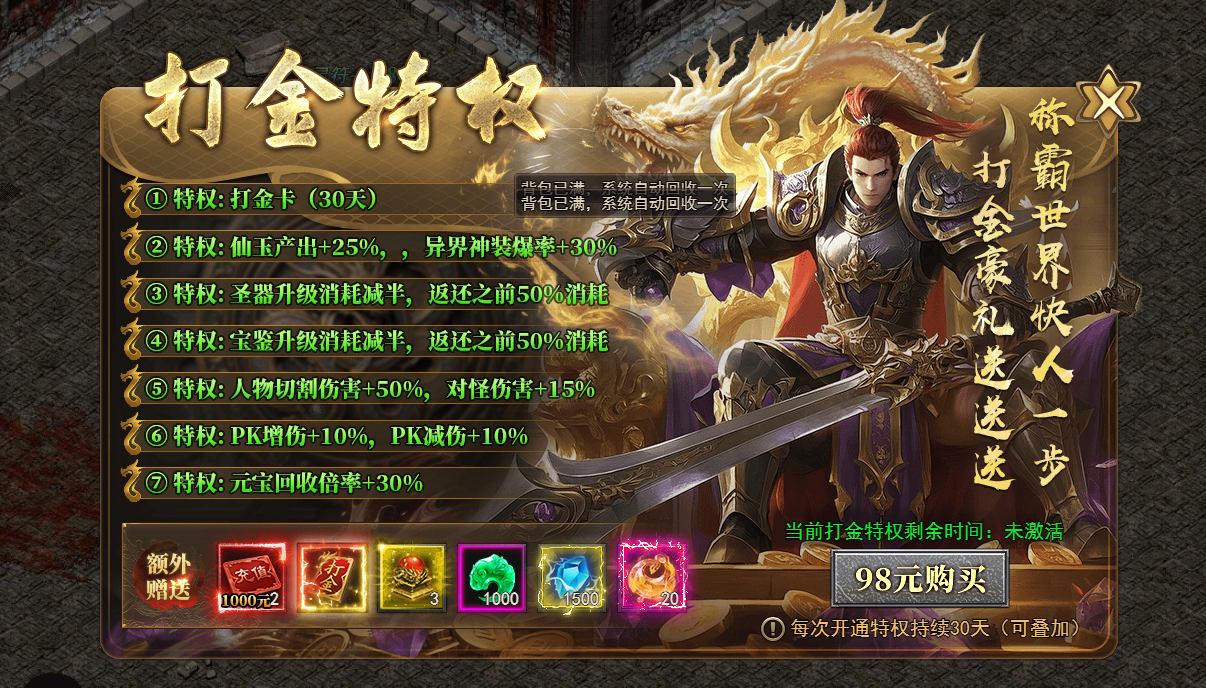 打金特权
称霸世界快人一步
打金豪礼送送送
① 特权: 打金卡（30天）
背包已满，系统自动回收一次
背包已满，系统自动回收一次
② 特权: 仙玉产出+25%，，异界神装爆率+30%
③ 特权: 圣器升级消耗减半，返还之前50%消耗
④ 特权: 宝鉴升级消耗减半，返还之前50%消耗
⑤ 特权: 人物切割伤害+50%，对怪伤害+15%
⑥ 特权: PK增伤+10%，PK减伤+10%
⑦ 特权: 元宝回收倍率+30%
额外
赠送
充值
1000元2
打金
3
1000
1500
20
当前打金特权剩余时间：未激活
98元购买
每次开通特权持续30天（可叠加）